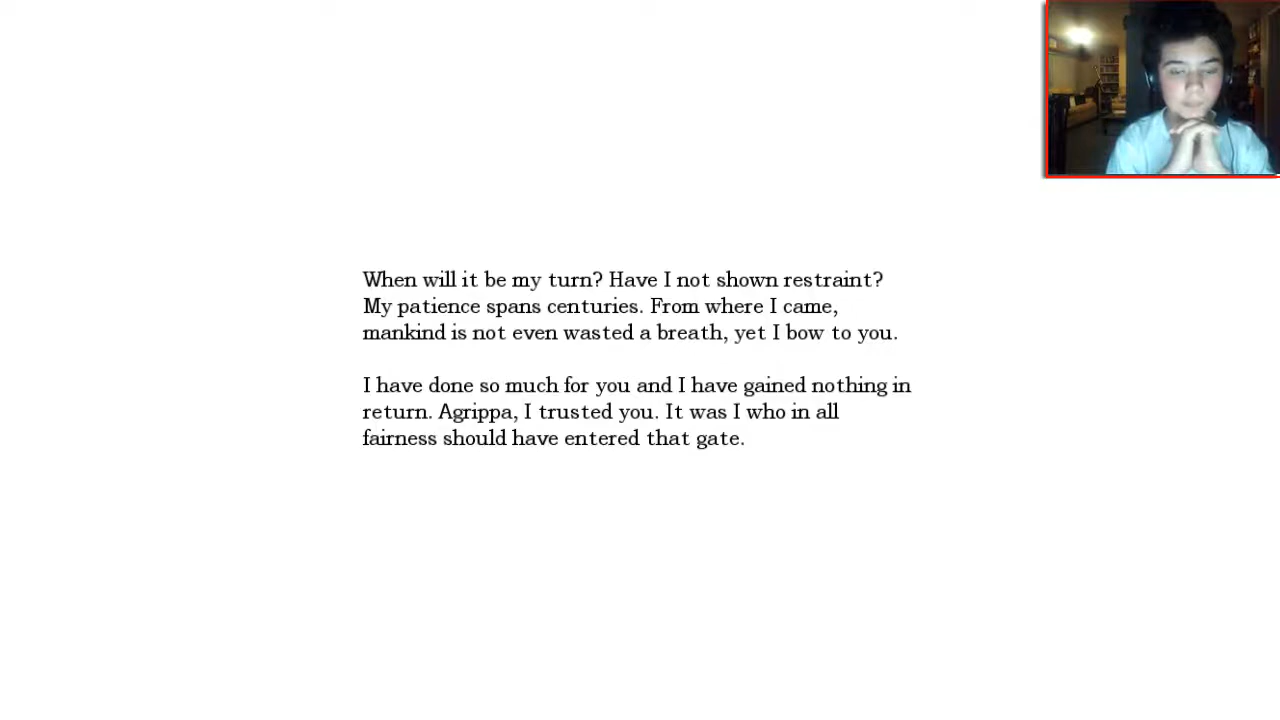 When will it be my turn? Have I not shown restraint?
My patience spans centuries. From where I came,
mankind is not even wasted a breath, yet I bow to you.
I have done so much for you and I have gained nothing in
return. Agrippa, I trusted you. It was I who in all
fairness should have entered that gate.